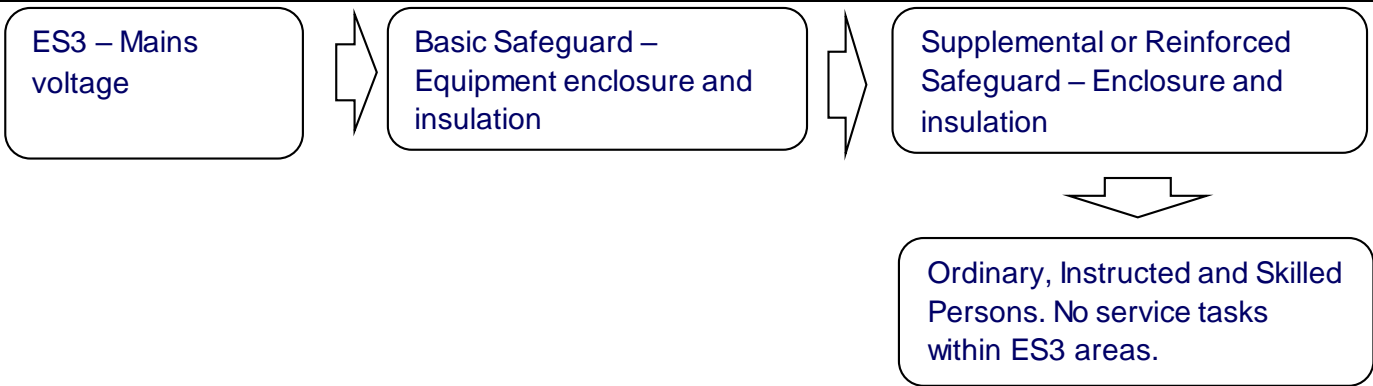 ES3 – Mains
voltage
Basic Safeguard –
Equipment enclosure and
insulation
Supplemental or Reinforced
Safeguard – Enclosure and
insulation
Ordinary, Instructed and Skilled
Persons. No service tasks
within ES3 areas.